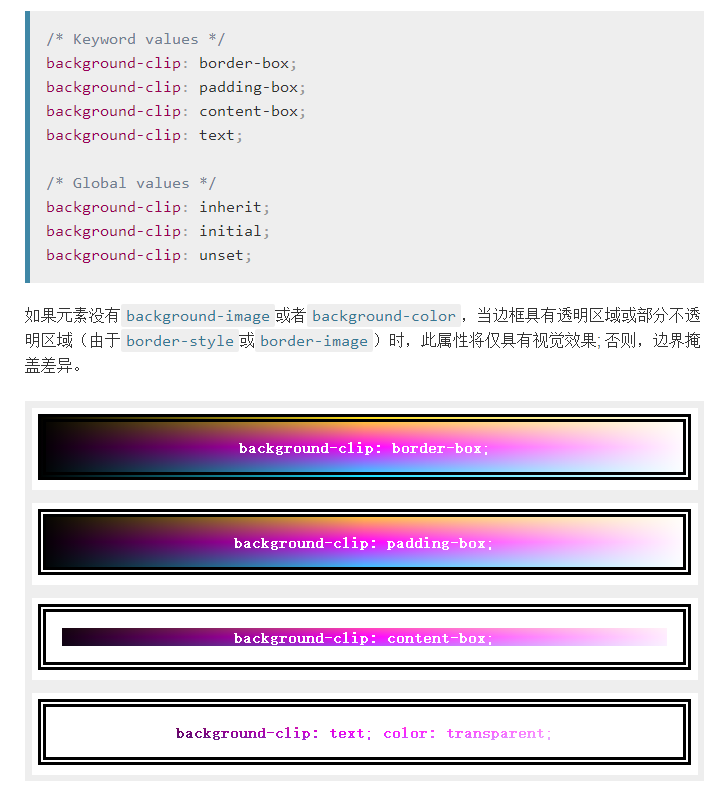 /* Keyword values */
background-clip: border-box;
background-clip: padding-box;
background-clip: content-box;
background-clip: text;
/* Global values */
background-clip: inherit;
background-clip: initial;
background-clip: unset;
如果元素没有 background-image 或者 background-color，当边框具有透明区域或部分不透
明区域（由于 border-style 或 border-image ）时，此属性将仅具有视觉效果; 否则，边界掩
盖差异。
background-clip: border-box;
background-clip: padding-box;
background-clip: content-box;
background-clip: text; color: transparent;